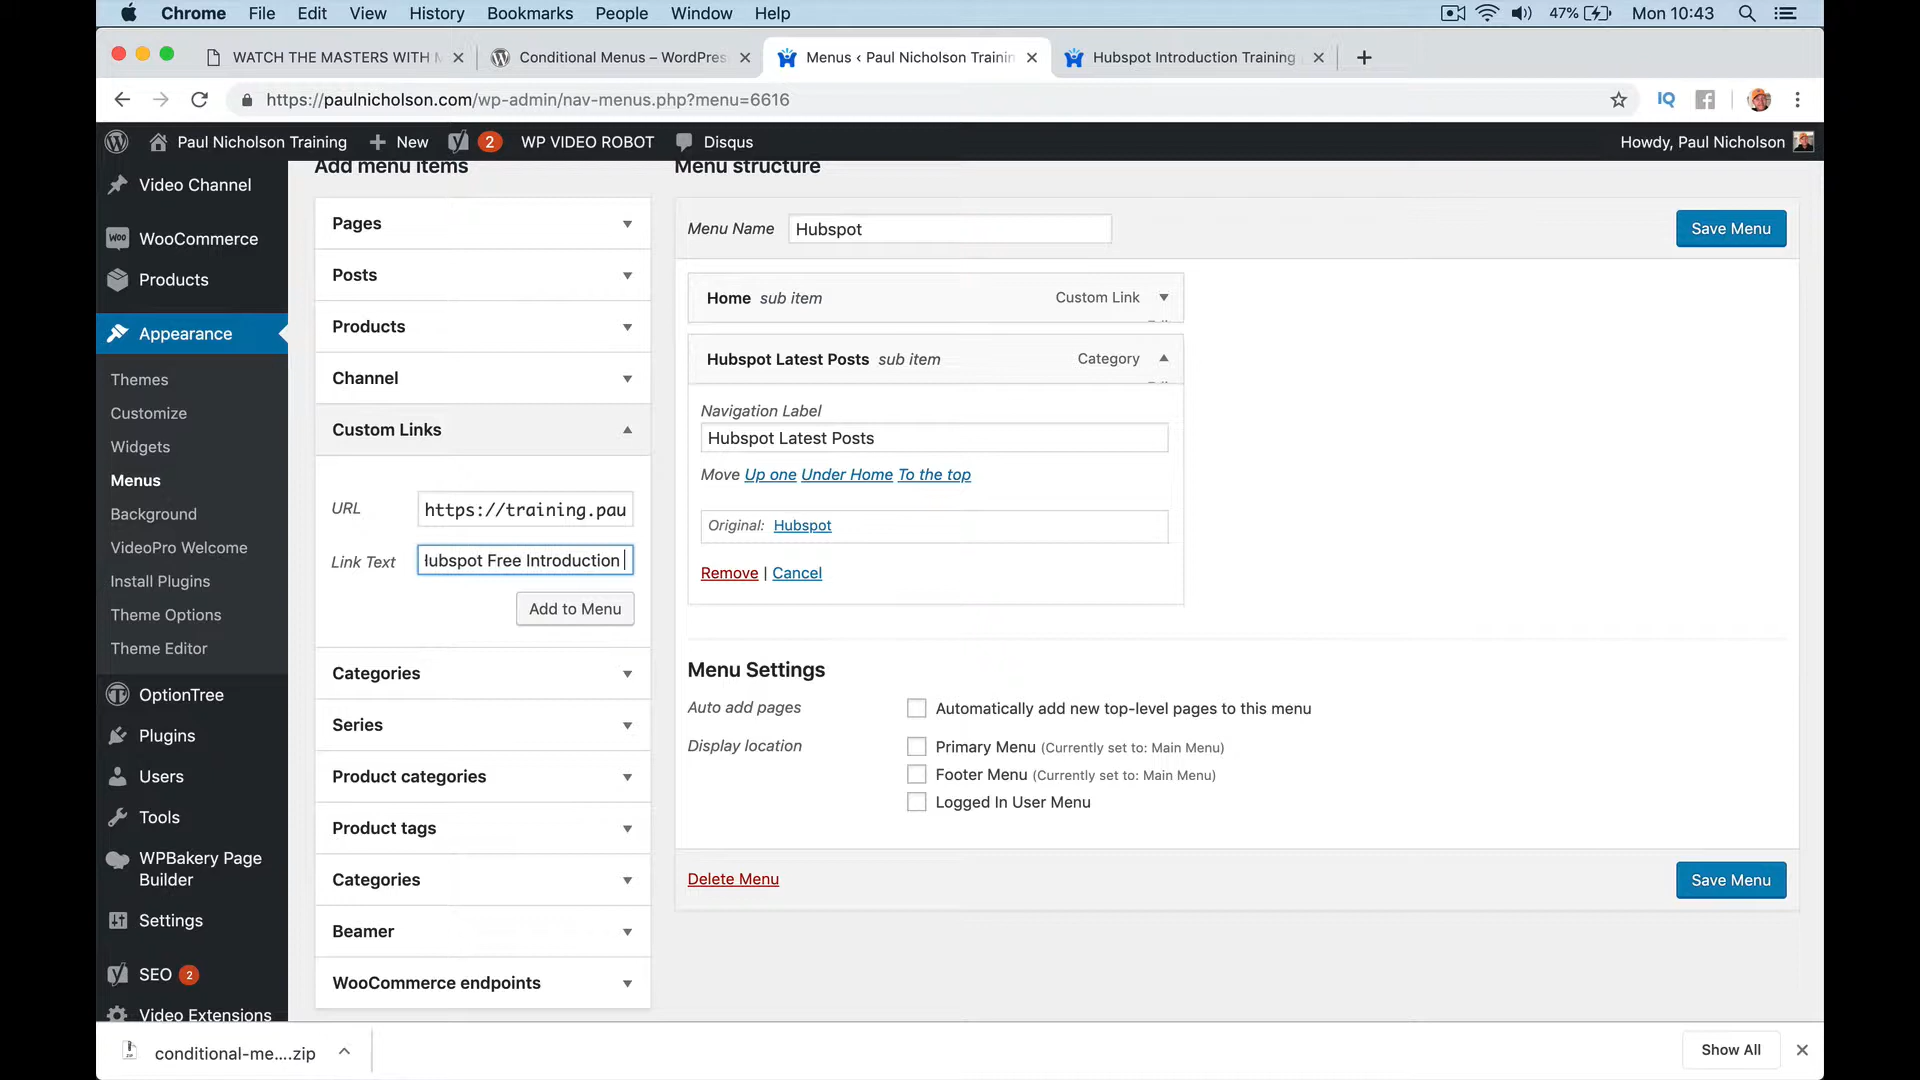 Chrome File Edit View History Bookmarks People Window Help 47% Mon 10:43
WATCH THE MASTERS WITH Conditional Menus – WordPres Menus ‹ Paul Nicholson Trainin Hubspot Introduction Training
https://paulnicholson.com/wp-admin/nav-menus.php?menu=6616 IQ
Paul Nicholson Training New 2 WP VIDEO ROBOT Disqus Howdy, Paul Nicholson
Video Channel
WooCommerce
Products
Appearance
Themes
Customize
Widgets
Menus
Background
VideoPro Welcome
Install Plugins
Theme Options
Theme Editor
OptionTree
Plugins
Users
Tools
WPBakery Page
Builder
Settings
SEO 2
Video Extensions
Add menu items
Pages
Posts
Products
Channel
Custom Links
URL https://training.pau
Link Text Hubspot Free Introduction
Add to Menu
Categories
Series
Product categories
Product tags
Categories
Beamer
WooCommerce endpoints
Menu structure
Menu Name Hubspot Save Menu
Home sub item Custom Link
Hubspot Latest Posts sub item Category
Navigation Label
Hubspot Latest Posts
Move Up one Under Home To the top
Original: Hubspot
Remove | Cancel
Menu Settings
Auto add pages Automatically add new top-level pages to this menu
Display location Primary Menu (Currently set to: Main Menu)
Footer Menu (Currently set to: Main Menu)
Logged In User Menu
Delete Menu Save Menu
conditional-me....zip Show All